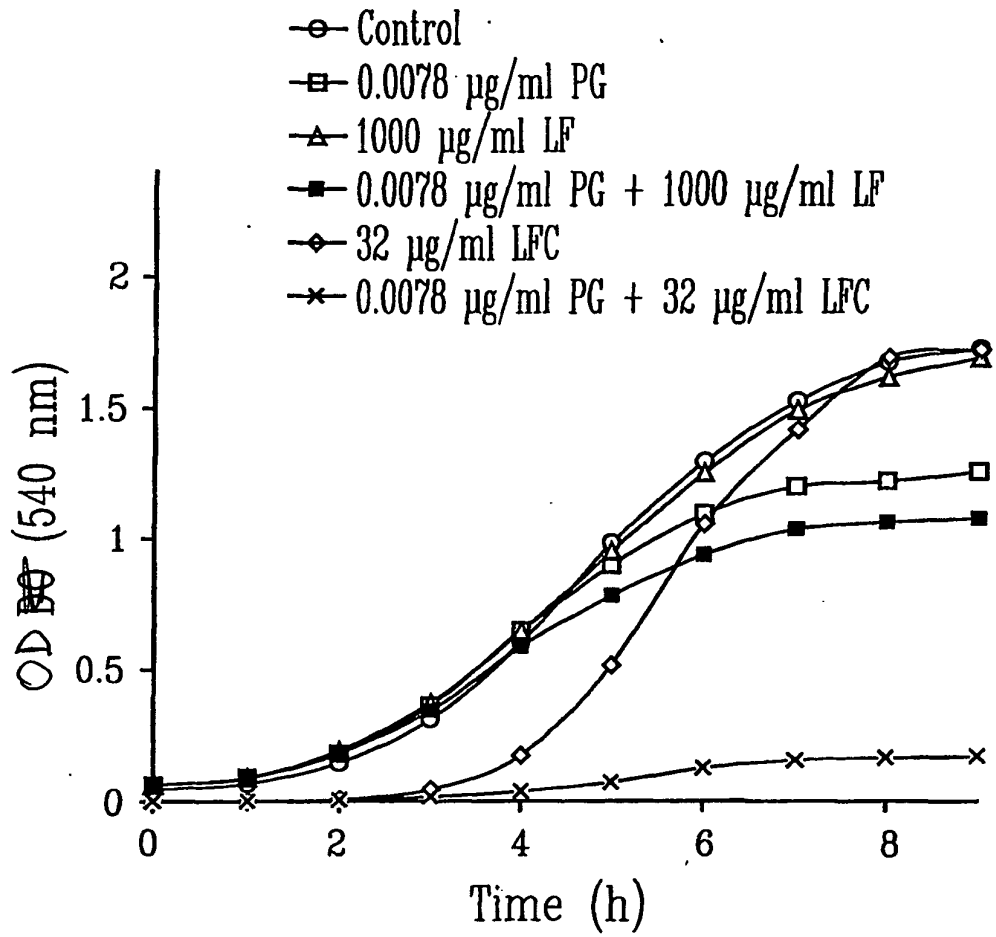 Control
0.0078 µg/ml PG
1000 µg/ml LF
0.0078 µg/ml PG + 1000 µg/ml LF
32 µg/ml LFC
0.0078 µg/ml PG + 32 µg/ml LFC
2
1.5
1
0.5
0
OD (540 nm)
0 2 4 6 8
Time (h)